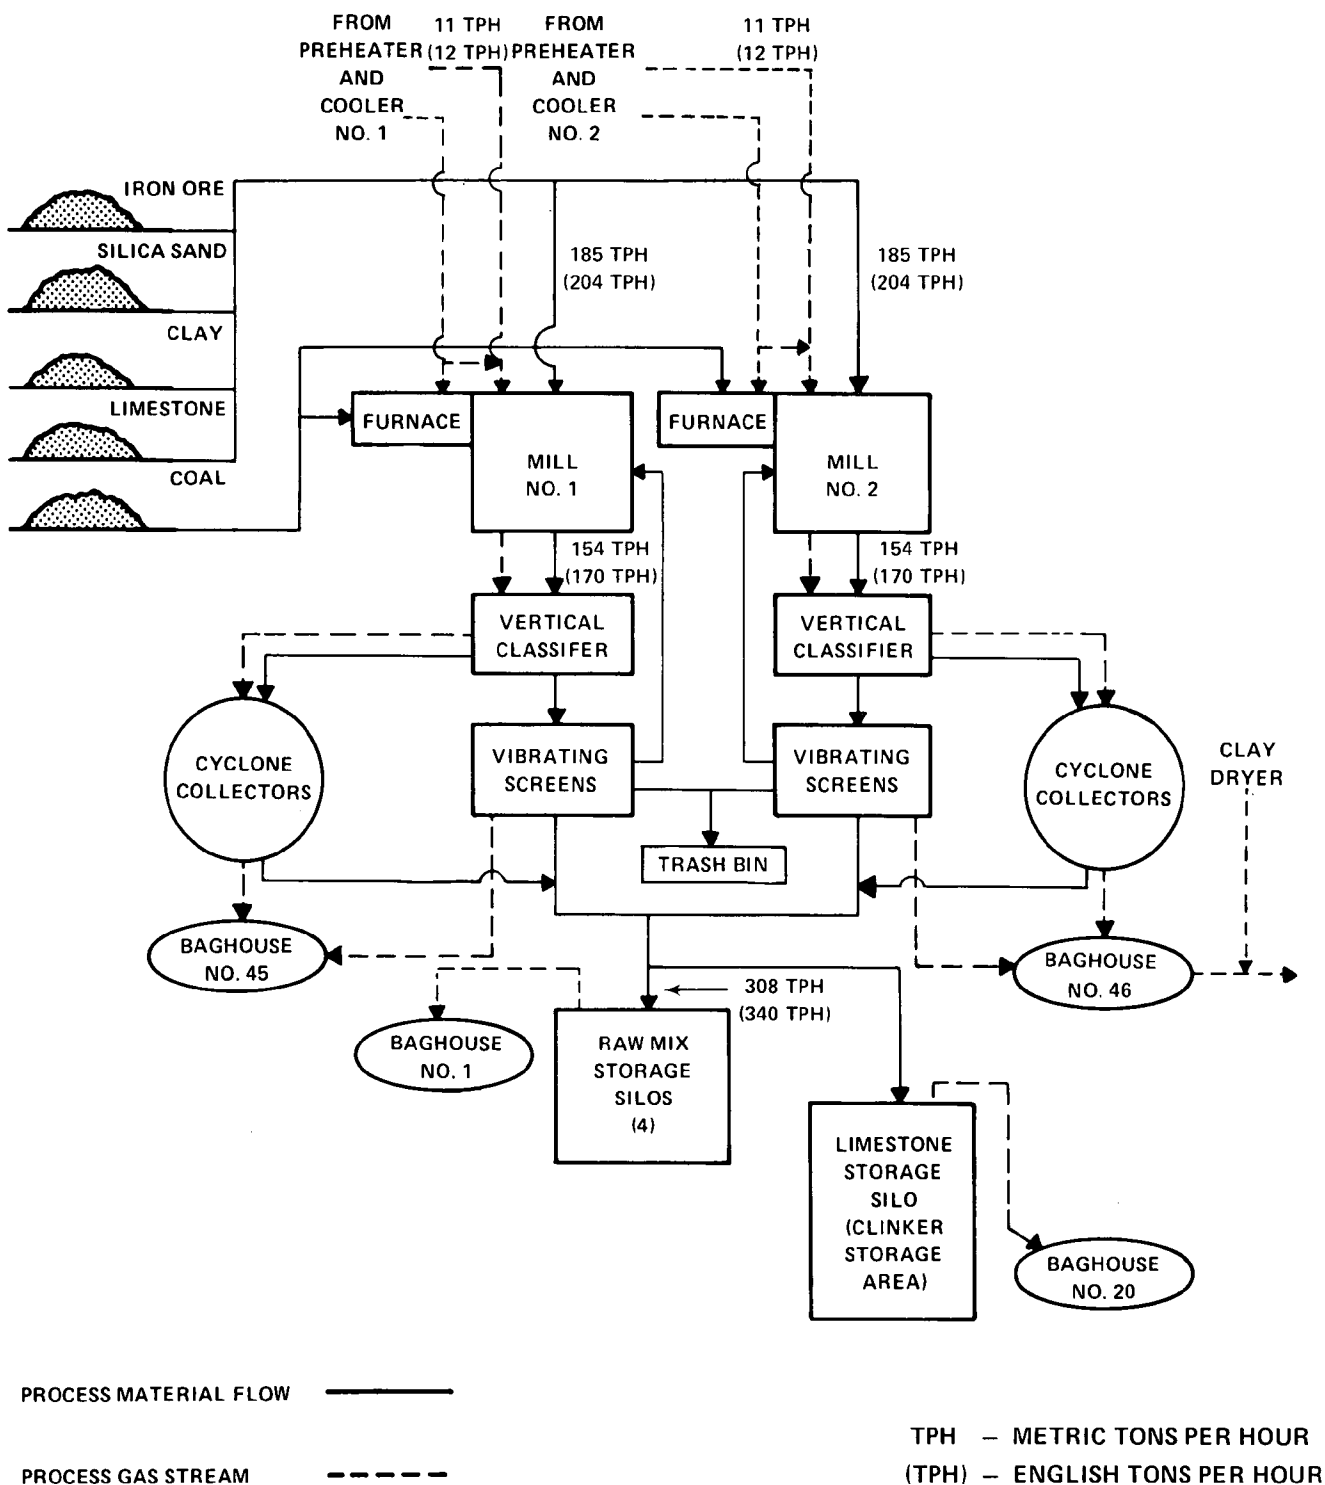 FROM
PREHEATER
AND
COOLER
NO. 1
11 TPH
(12 TPH)
FROM
PREHEATER
AND
COOLER
NO. 2
11 TPH
(12 TPH)
IRON ORE
SILICA SAND
CLAY
LIMESTONE
COAL
185 TPH
(204 TPH)
185 TPH
(204 TPH)
FURNACE
MILL
NO. 1
FURNACE
MILL
NO. 2
154 TPH
(170 TPH)
154 TPH
(170 TPH)
VERTICAL
CLASSIFER
VERTICAL
CLASSIFIER
CYCLONE
COLLECTORS
VIBRATING
SCREENS
VIBRATING
SCREENS
CYCLONE
COLLECTORS
CLAY
DRYER
TRASH BIN
BAGHOUSE
NO. 45
BAGHOUSE
NO. 46
308 TPH
(340 TPH)
BAGHOUSE
NO. 1
RAW MIX
STORAGE
SILOS
(4)
LIMESTONE
STORAGE
SILO
(CLINKER
STORAGE
AREA)
BAGHOUSE
NO. 20
PROCESS MATERIAL FLOW
PROCESS GAS STREAM
TPH – METRIC TONS PER HOUR
(TPH) – ENGLISH TONS PER HOUR